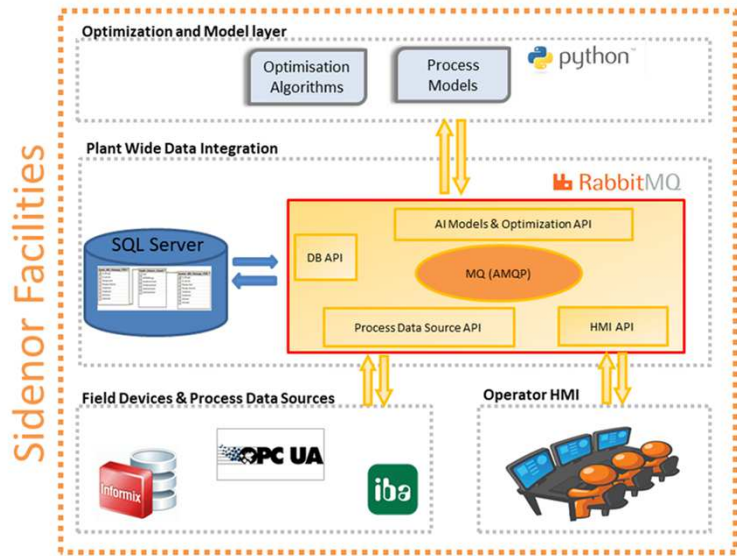 Sidenor Facilities
Optimization and Model layer
Optimisation
Algorithms
Process
Models
python™
Plant Wide Data Integration
RabbitMQ
SQL Server
DB API
AI Models & Optimization API
MQ (AMQP)
Process Data Source API
HMI API
Field Devices & Process Data Sources
Operator HMI
Informix
OPC UA
iba